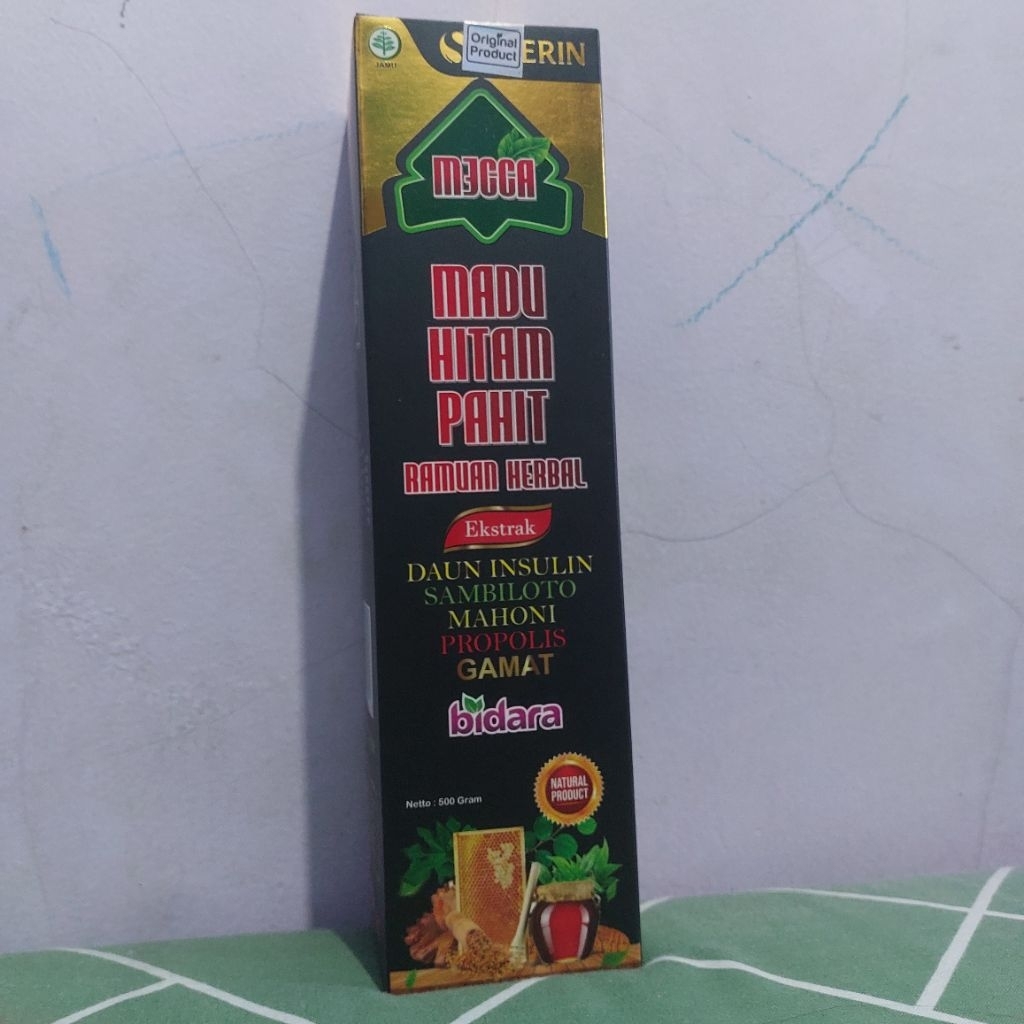 JAMU
Original
Product
ERIN
MECCA
MADU
HITAM
PAHIT
RAMUAN HERBAL
Ekstrak
DAUN INSULIN
SAMBILOTO
MAHONI
PROPOLIS
GAMAT
bidara
NATURAL
PRODUCT
Netto : 500 Gram